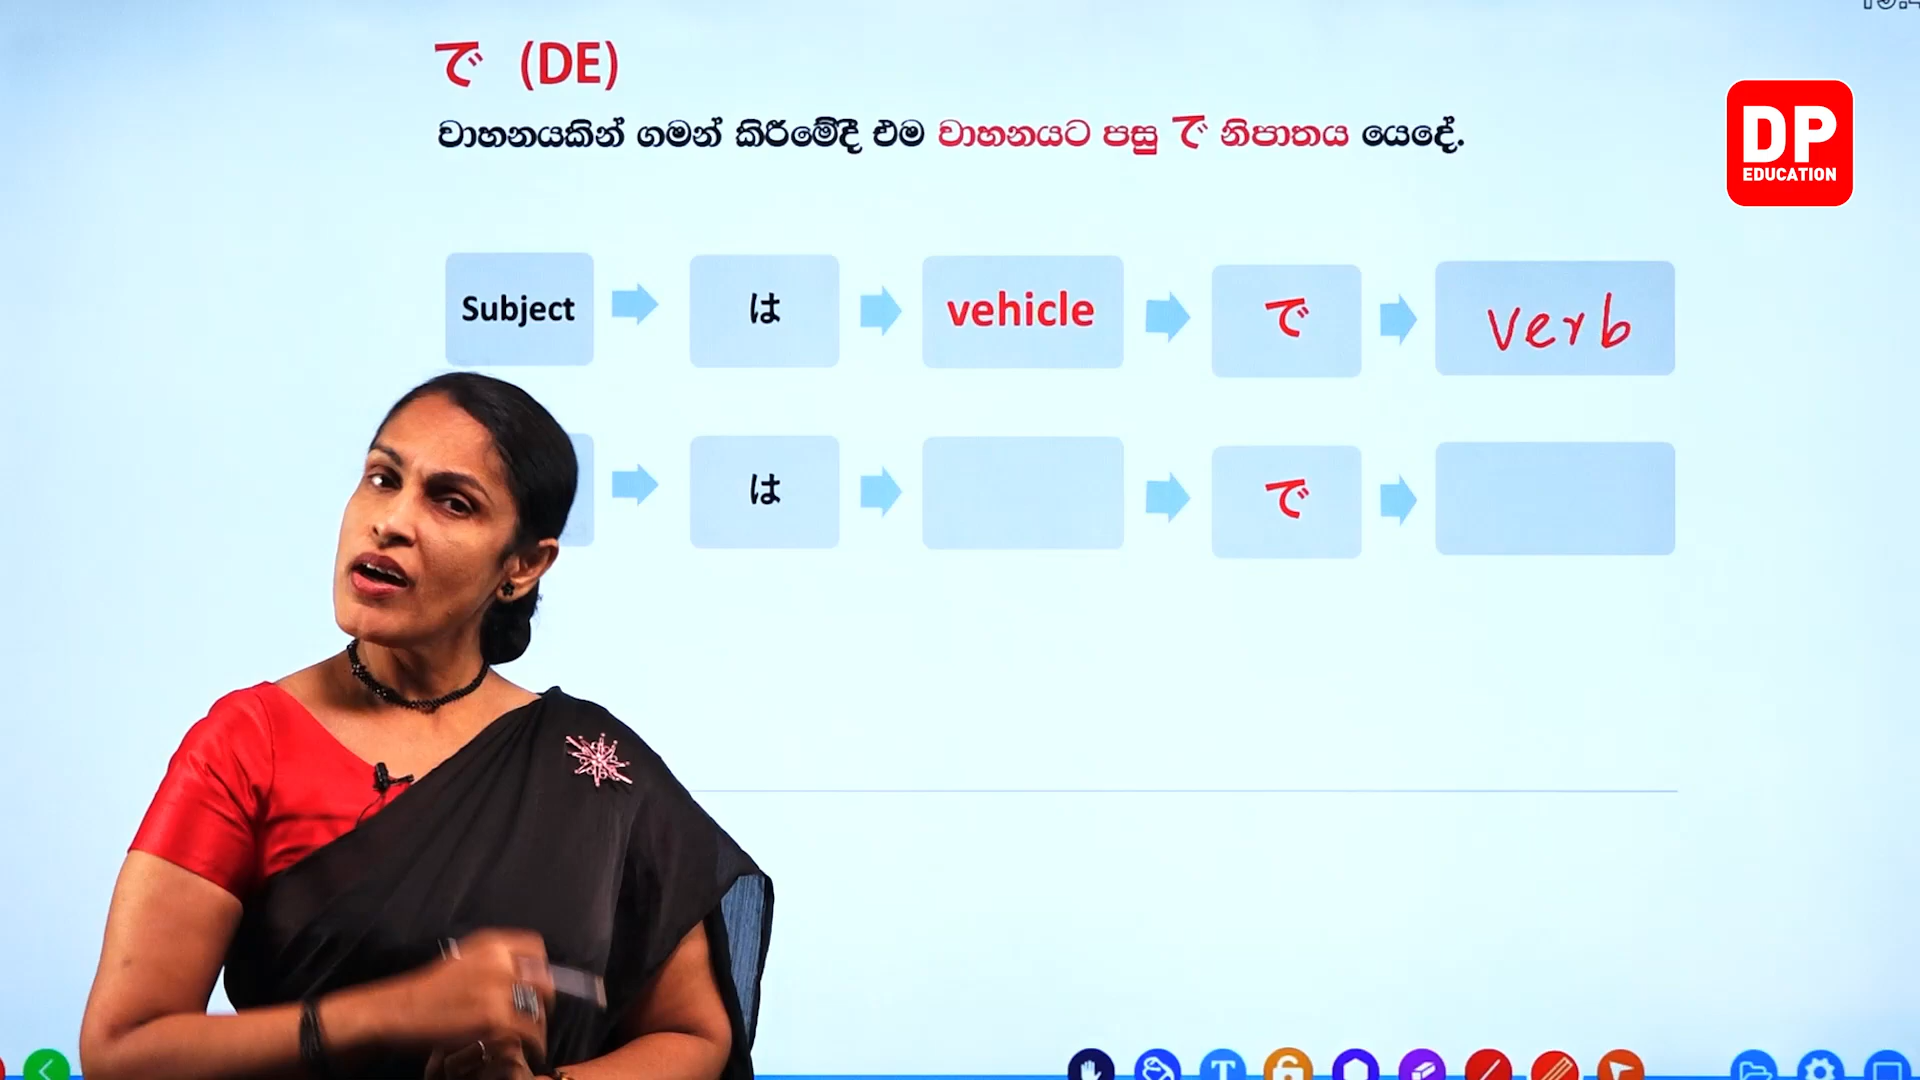 で (DE)
වාහනයකින් ගමන් කිරීමේදී එම වාහනයට පසු で නිපාතය යෙදේ.
DP
EDUCATION
Subject は vehicle で verb
は で